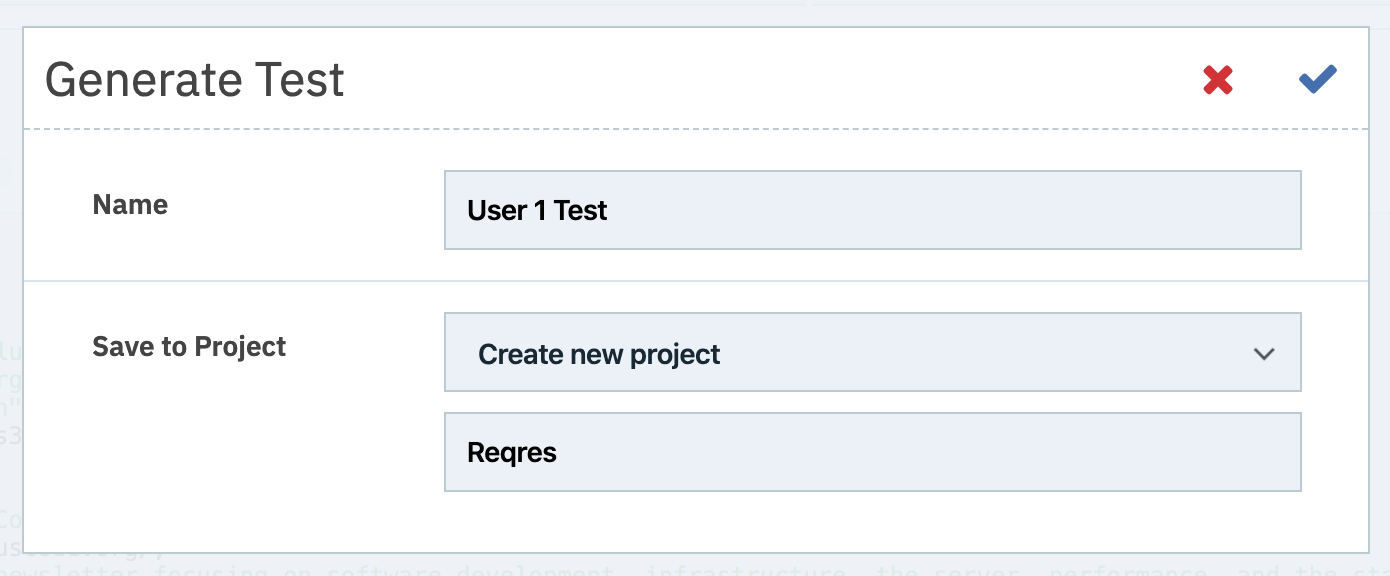 Generate Test
Name
User 1 Test
Save to Project
Create new project
Reqres
newsletter focusing on software development, infrastructure, the server, performance, and the sta